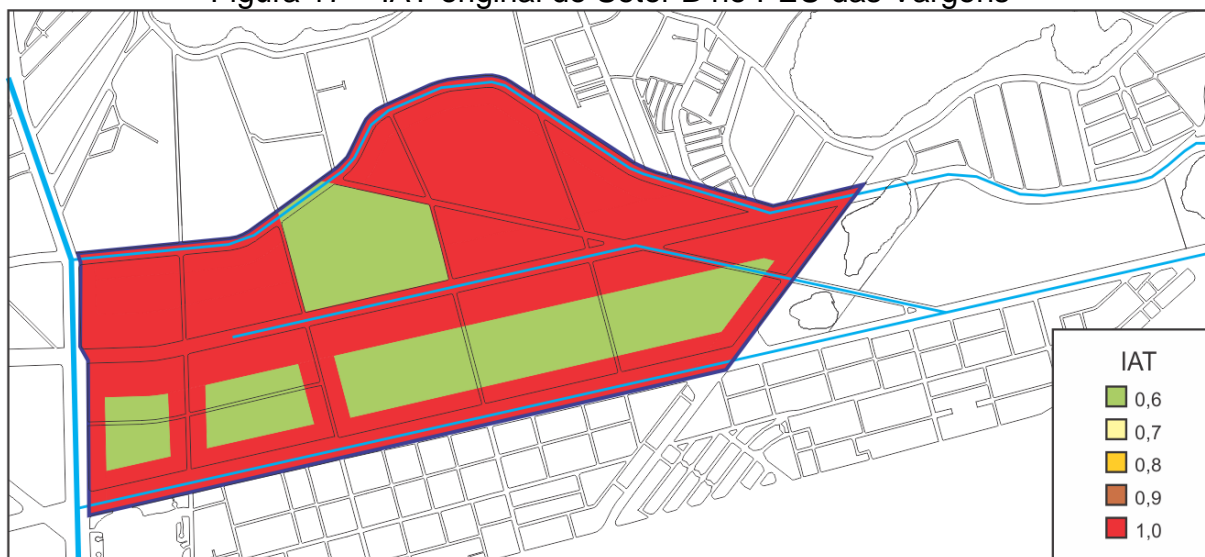 Figura 17 – IAT original do Setor D no PEU das Vargens
IAT
0,6
0,7
0,8
0,9
1,0